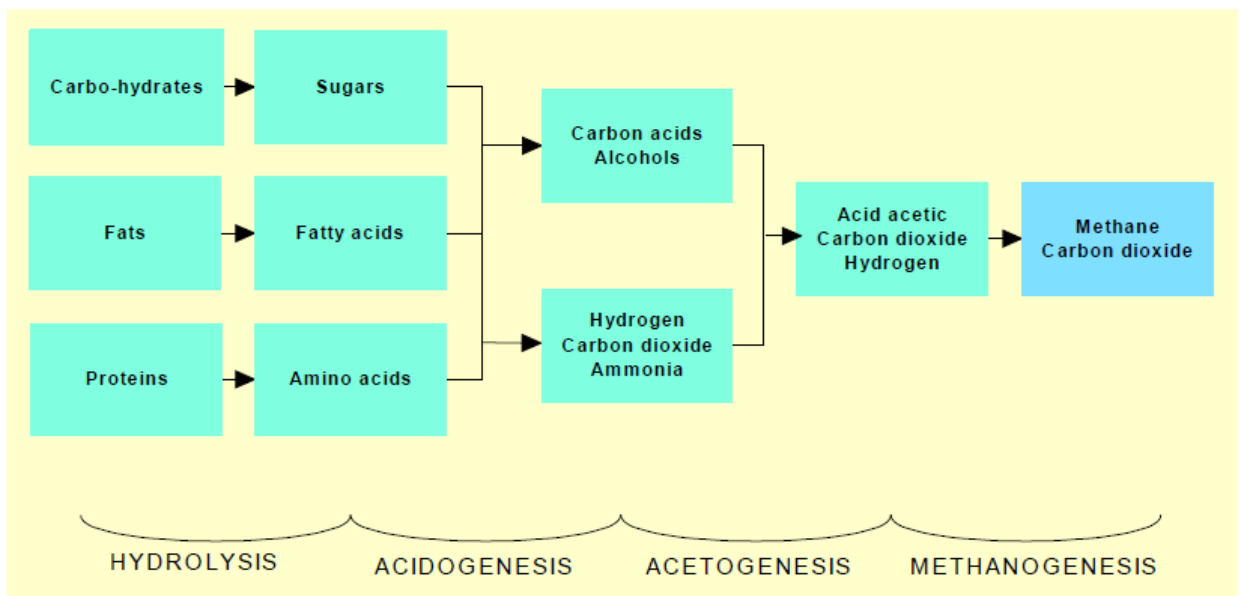 Carbo-hydrates
Sugars
Fats
Fatty acids
Proteins
Amino acids
Carbon acids
Alcohols
Hydrogen
Carbon dioxide
Ammonia
Acid acetic
Carbon dioxide
Hydrogen
Methane
Carbon dioxide
HYDROLYSIS
ACIDOGENESIS
ACETOGENESIS
METHANOGENESIS